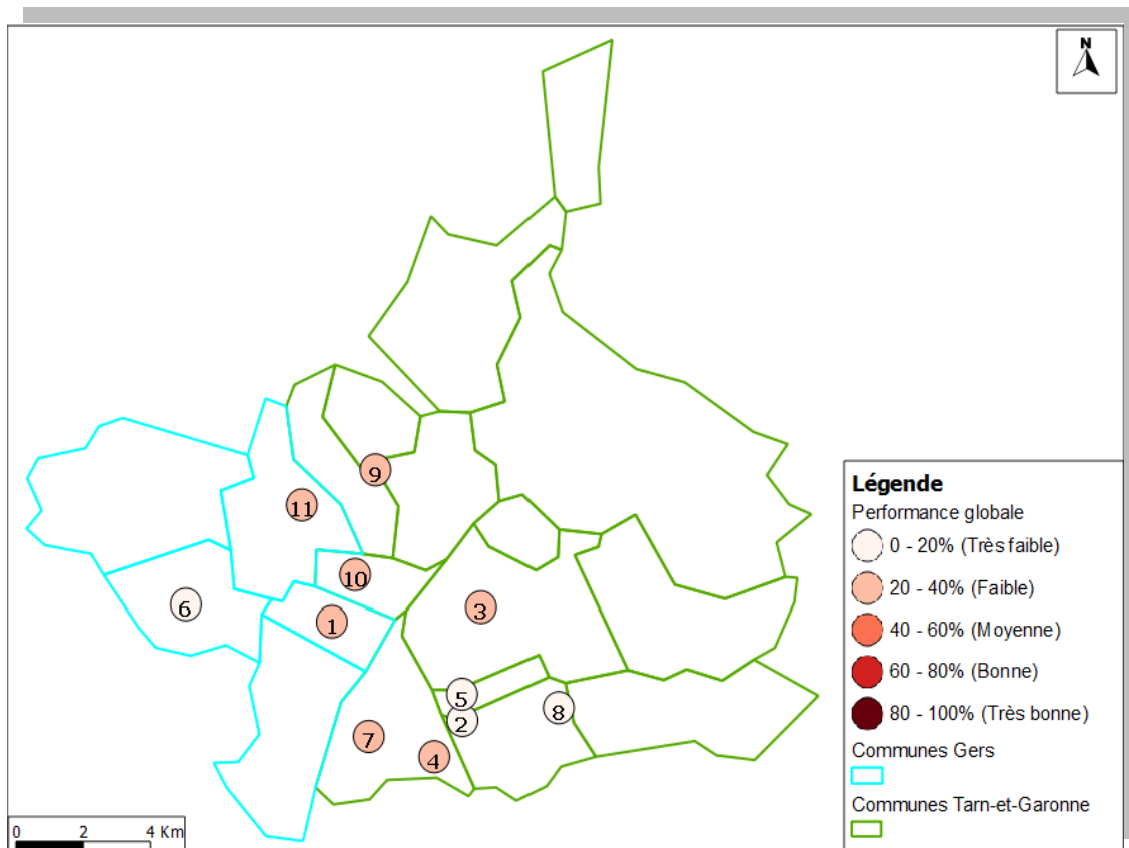 N
9
11
10
6
1
3
5
2
8
7
4
Légende
Performance globale
0 - 20% (Très faible)
20 - 40% (Faible)
40 - 60% (Moyenne)
60 - 80% (Bonne)
80 - 100% (Très bonne)
Communes Gers
Communes Tarn-et-Garonne
0 2 4 Km